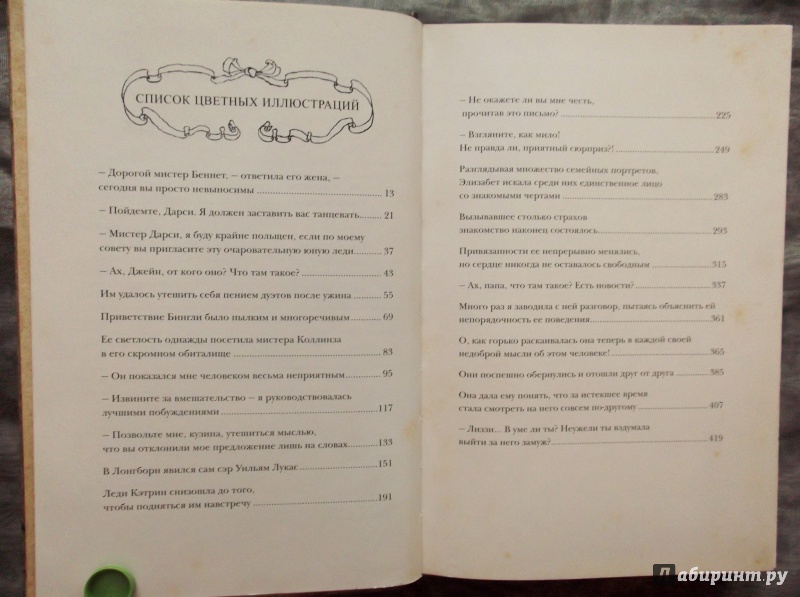 СПИСОК ЦВЕТНЫХ ИЛЛЮСТРАЦИЙ
– Дорогой мистер Беннет, – ответила его жена, –
сегодня вы просто невыносимы 13
– Пойдемте, Дарси. Я должен заставить вас танцевать. 21
– Мистер Дарси, я буду крайне польщен, если по моему
совету вы пригласите эту очаровательную юную леди 37
– Ах, Джейн, от кого оно? Что там такое? 43
Им удалось утешить себя пением дуэтов после ужина 55
Приветствие Бингли было пылким и многоречивым 69
Ее светлость однажды посетила мистера Коллинза
в его скромном обиталище 83
– Он показался мне человеком весьма неприятным 95
– Извините за вмешательство – я руководствовалась
лучшими побуждениями 117
– Позвольте мне, кузина, утешиться мыслью,
что вы отклонили мое предложение лишь на словах 133
В Лонгборн явился сам сэр Уильям Лукас 151
Леди Кэтрин снизошла до того,
чтобы подняться им навстречу 191
– Не окажете ли вы мне честь,
прочитав это письмо? 225
– Взгляните, как мило!
Не правда ли, приятный сюрприз?! 249
Разглядывая множество семейных портретов,
Элизабет искала среди них единственное лицо
со знакомыми чертами 283
Вызывавшее столько страхов
знакомство наконец состоялось 293
Привязанности ее непрерывно менялись,
но сердце никогда не оставалось свободным 315
– Ах, папа, что там такое? Есть новости? 337
Много раз я заводила с ней разговор, пытаясь объяснить ей
непорядочность ее поведения 361
О, как горько раскаивалась она теперь в каждой своей
недоброй мысли об этом человеке! 365
Они поспешно обернулись и отошли друг от друга 385
Она дала ему понять, что за истекшее время
стала смотреть на него совсем по-другому 407
– Лиззи... В уме ли ты? Неужели ты вздумала
выйти за него замуж? 419
Лабиринт.ру